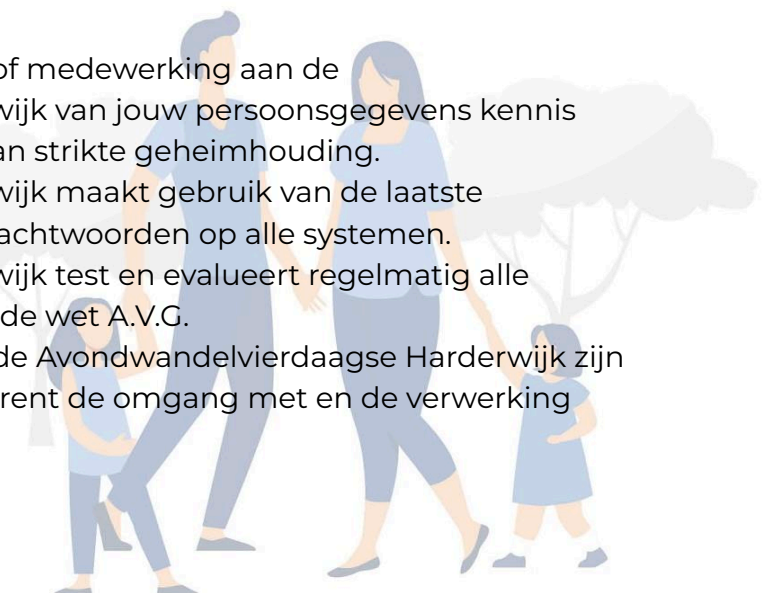 of medewerking aan de
wijk van jouw persoonsgegevens kennis
an strikte geheimhouding.
wijk maakt gebruik van de laatste
achtwoorden op alle systemen.
wijk test en evalueert regelmatig alle
de wet A.V.G.
de Avondwandelvierdaagse Harderwijk zijn
rent de omgang met en de verwerking